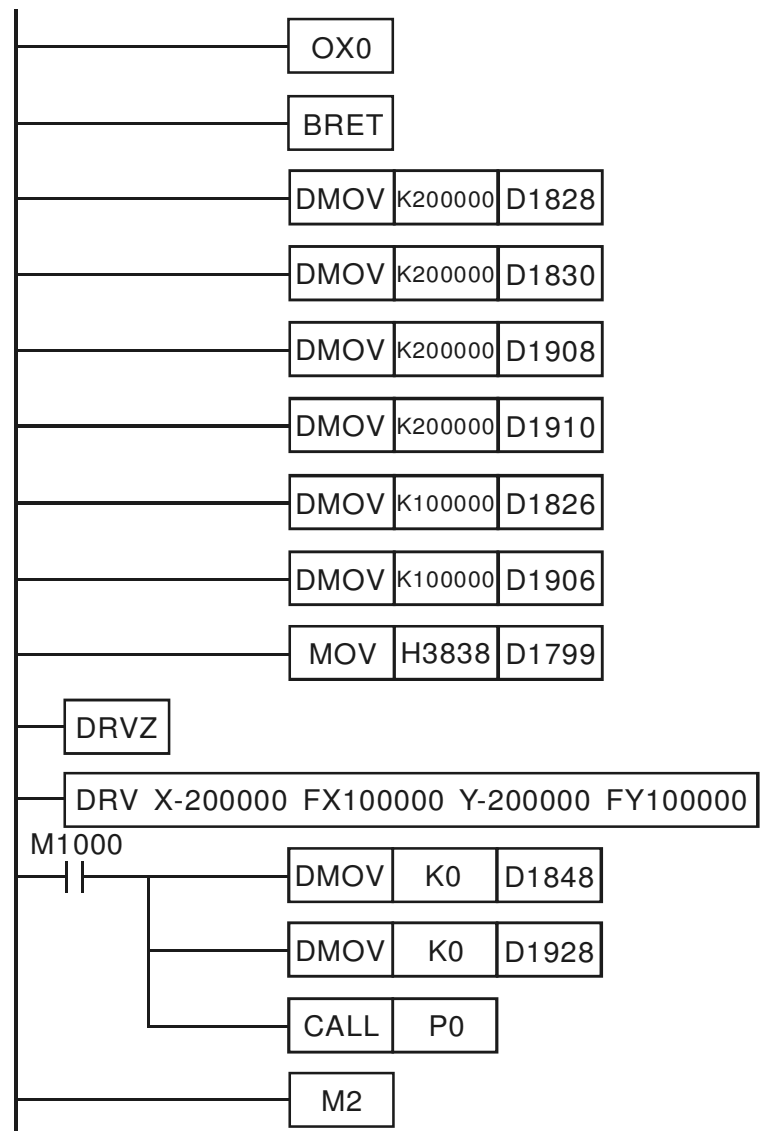 OX0
BRET
DMOV K200000 D1828
DMOV K200000 D1830
DMOV K200000 D1908
DMOV K200000 D1910
DMOV K100000 D1826
DMOV K100000 D1906
MOV H3838 D1799
DRVZ
DRV X-200000 FX100000 Y-200000 FY100000
M1000
DMOV K0 D1848
DMOV K0 D1928
CALL P0
M2